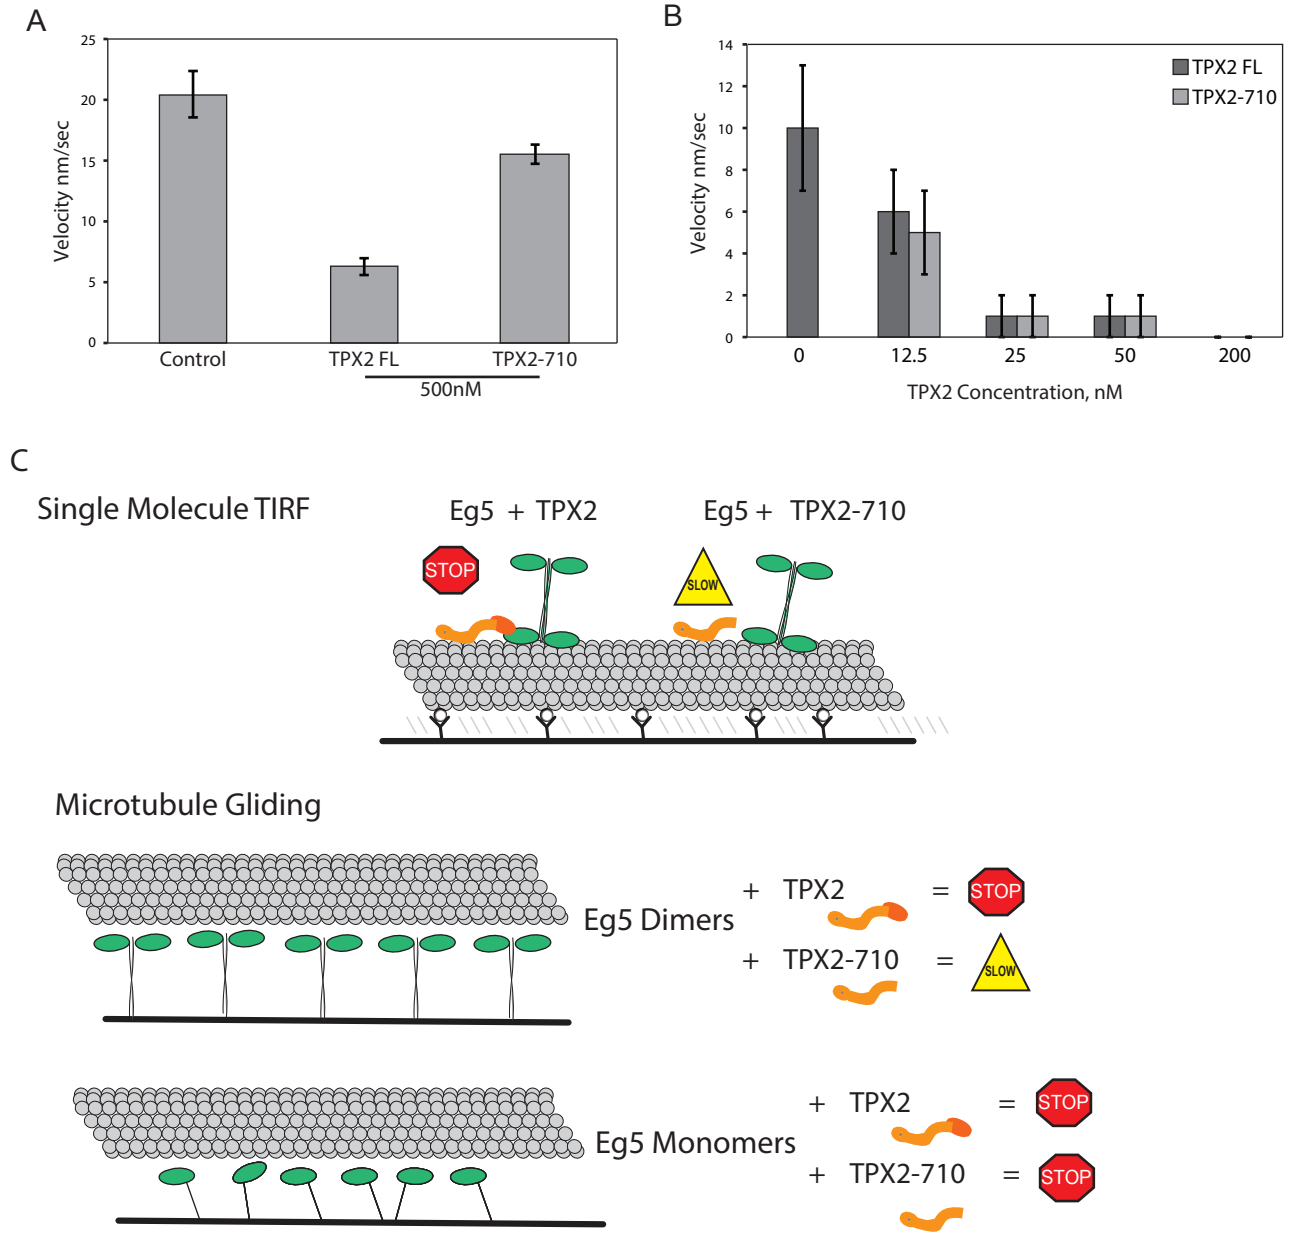 A
Velocity nm/sec
25
20
15
10
5
0
Control
TPX2 FL
TPX2-710
500nM
B
Velocity nm/sec
14
12
10
8
6
4
2
0
TPX2 FL
TPX2-710
0
12.5
25
50
200
TPX2 Concentration, nM
C
Single Molecule TIRF
Eg5 + TPX2
Eg5 + TPX2-710
STOP
SLOW
Microtubule Gliding
Eg5 Dimers
+ TPX2 = STOP
+ TPX2-710 = SLOW
Eg5 Monomers
+ TPX2 = STOP
+ TPX2-710 = STOP